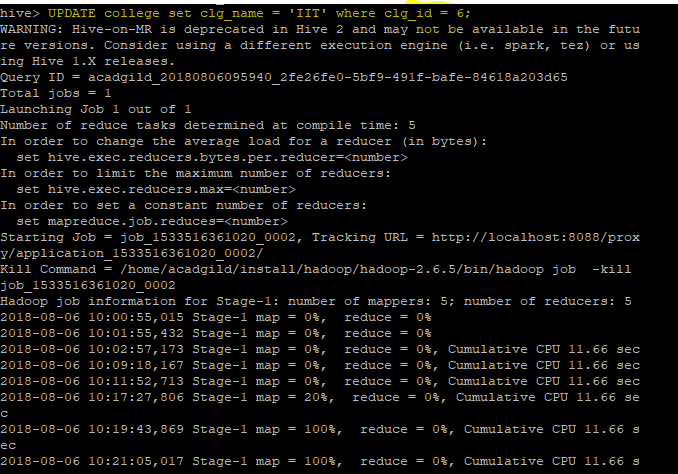 hive> UPDATE college set clg_name = 'IIT' where clg_id = 6;
WARNING: Hive-on-MR is deprecated in Hive 2 and may not be available in the futu
re versions. Consider using a different execution engine (i.e. spark, tez) or us
ing Hive 1.X releases.
Query ID = acadgild_20180806095940_2fe26fe0-5bf9-491f-bafe-84618a203d65
Total jobs = 1
Launching Job 1 out of 1
Number of reduce tasks determined at compile time: 5
In order to change the average load for a reducer (in bytes):
  set hive.exec.reducers.bytes.per.reducer=<number>
In order to limit the maximum number of reducers:
  set hive.exec.reducers.max=<number>
In order to set a constant number of reducers:
  set mapreduce.job.reduces=<number>
Starting Job = job_1533516361020_0002, Tracking URL = http://localhost:8088/prox
y/application_1533516361020_0002/
Kill Command = /home/acadgild/install/hadoop/hadoop-2.6.5/bin/hadoop job  -kill
job_1533516361020_0002
Hadoop job information for Stage-1: number of mappers: 5; number of reducers: 5
2018-08-06 10:00:55,015 Stage-1 map = 0%,  reduce = 0%
2018-08-06 10:01:55,432 Stage-1 map = 0%,  reduce = 0%
2018-08-06 10:02:57,173 Stage-1 map = 0%,  reduce = 0%, Cumulative CPU 11.66 sec
2018-08-06 10:09:18,167 Stage-1 map = 0%,  reduce = 0%, Cumulative CPU 11.66 sec
2018-08-06 10:11:52,713 Stage-1 map = 0%,  reduce = 0%, Cumulative CPU 11.66 sec
2018-08-06 10:17:27,806 Stage-1 map = 20%,  reduce = 0%, Cumulative CPU 11.66 se
c
2018-08-06 10:19:43,869 Stage-1 map = 100%,  reduce = 0%, Cumulative CPU 11.66 s
ec
2018-08-06 10:21:05,017 Stage-1 map = 100%,  reduce = 0%, Cumulative CPU 11.66 s